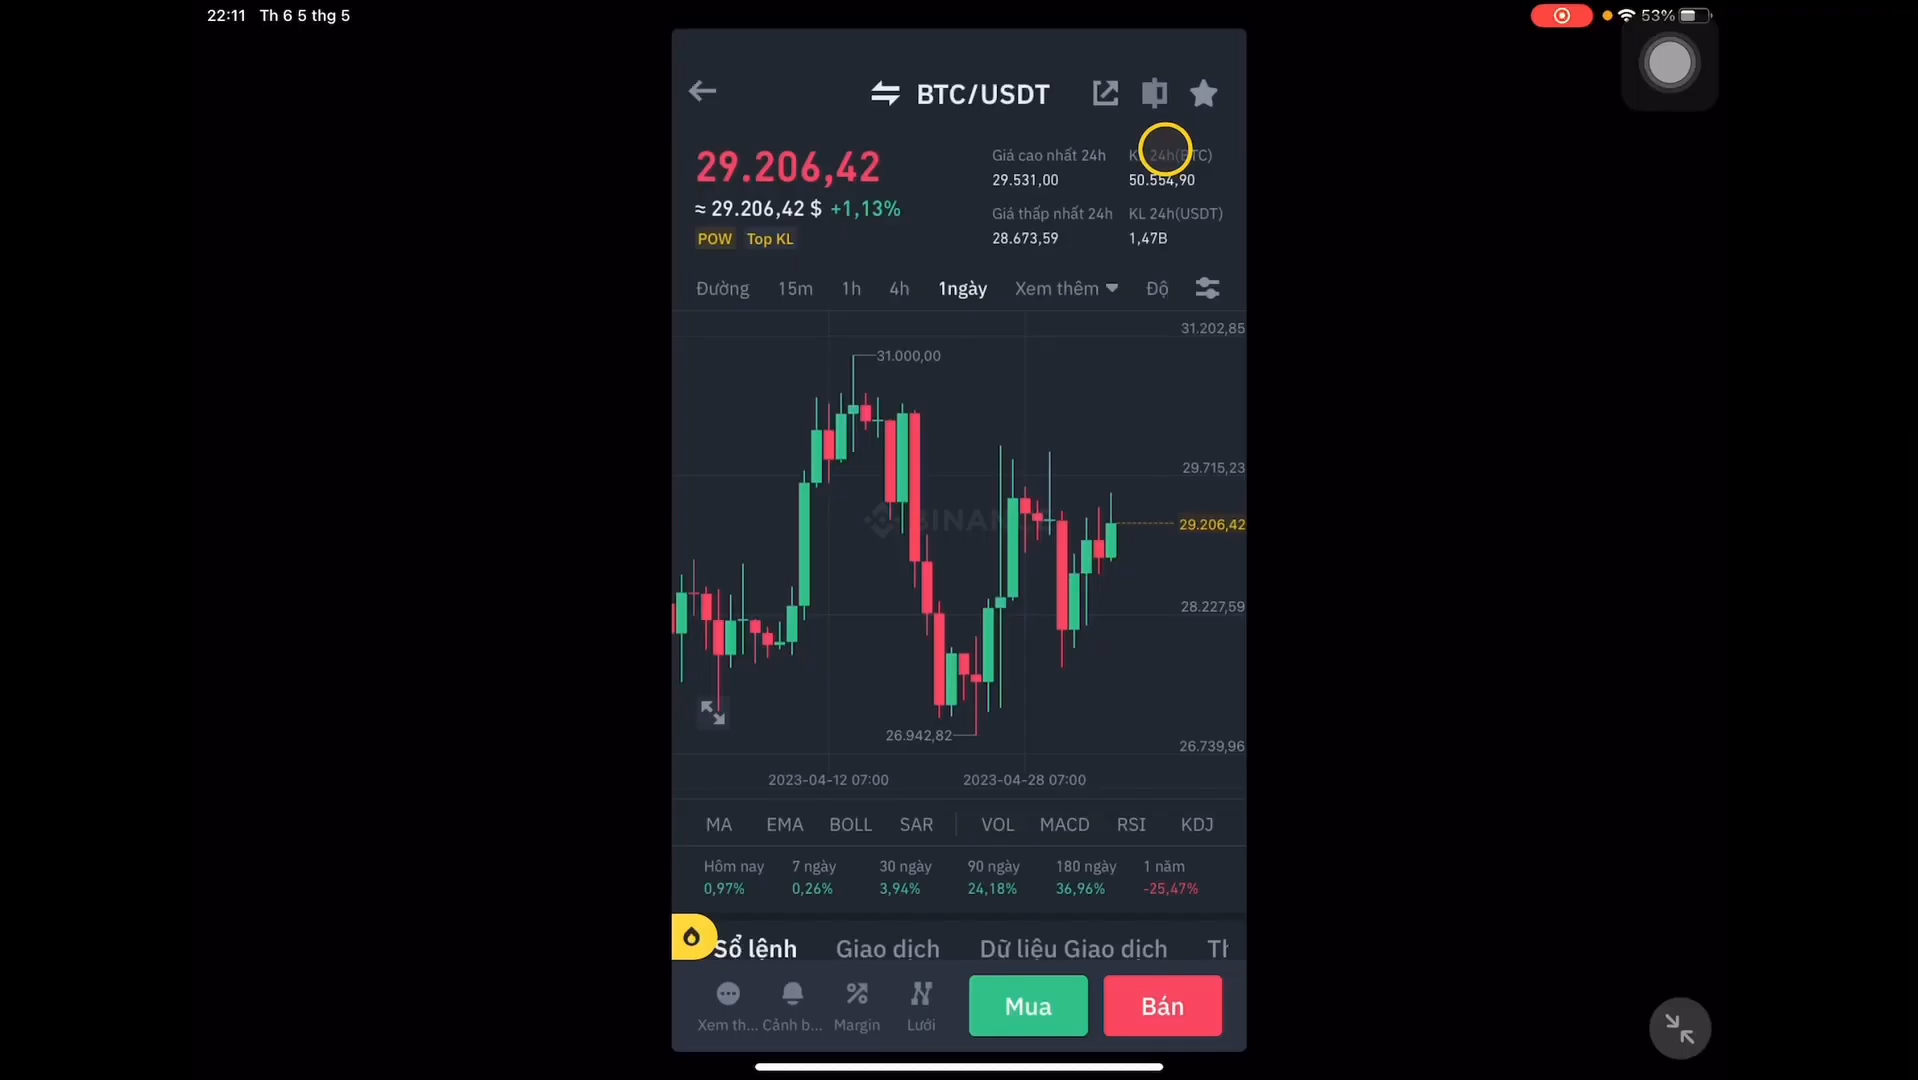 22:11 Th 6 5 thg 5
53%
BTC/USDT
29.206,42
≈ 29.206,42 $ +1,13%
POW Top KL
Giá cao nhất 24h
29.531,00
KL 24h(BTC)
50.554,90
Giá thấp nhất 24h
28.673,59
KL 24h(USDT)
1,47B
Đường 15m 1h 4h 1ngày Xem thêm Độ
31.202,85
31.000,00
29.715,23
BINANCE
29.206,42
28.227,59
26.942,82
26.739,96
2023-04-12 07:00 2023-04-28 07:00
MA EMA BOLL SAR VOL MACD RSI KDJ
Hôm nay 7 ngày 30 ngày 90 ngày 180 ngày 1 năm
0,97% 0,26% 3,94% 24,18% 36,96% -25,47%
Sổ lệnh Giao dịch Dữ liệu Giao dịch Th
Xem th... Cảnh b... Margin Lưới
Mua Bán